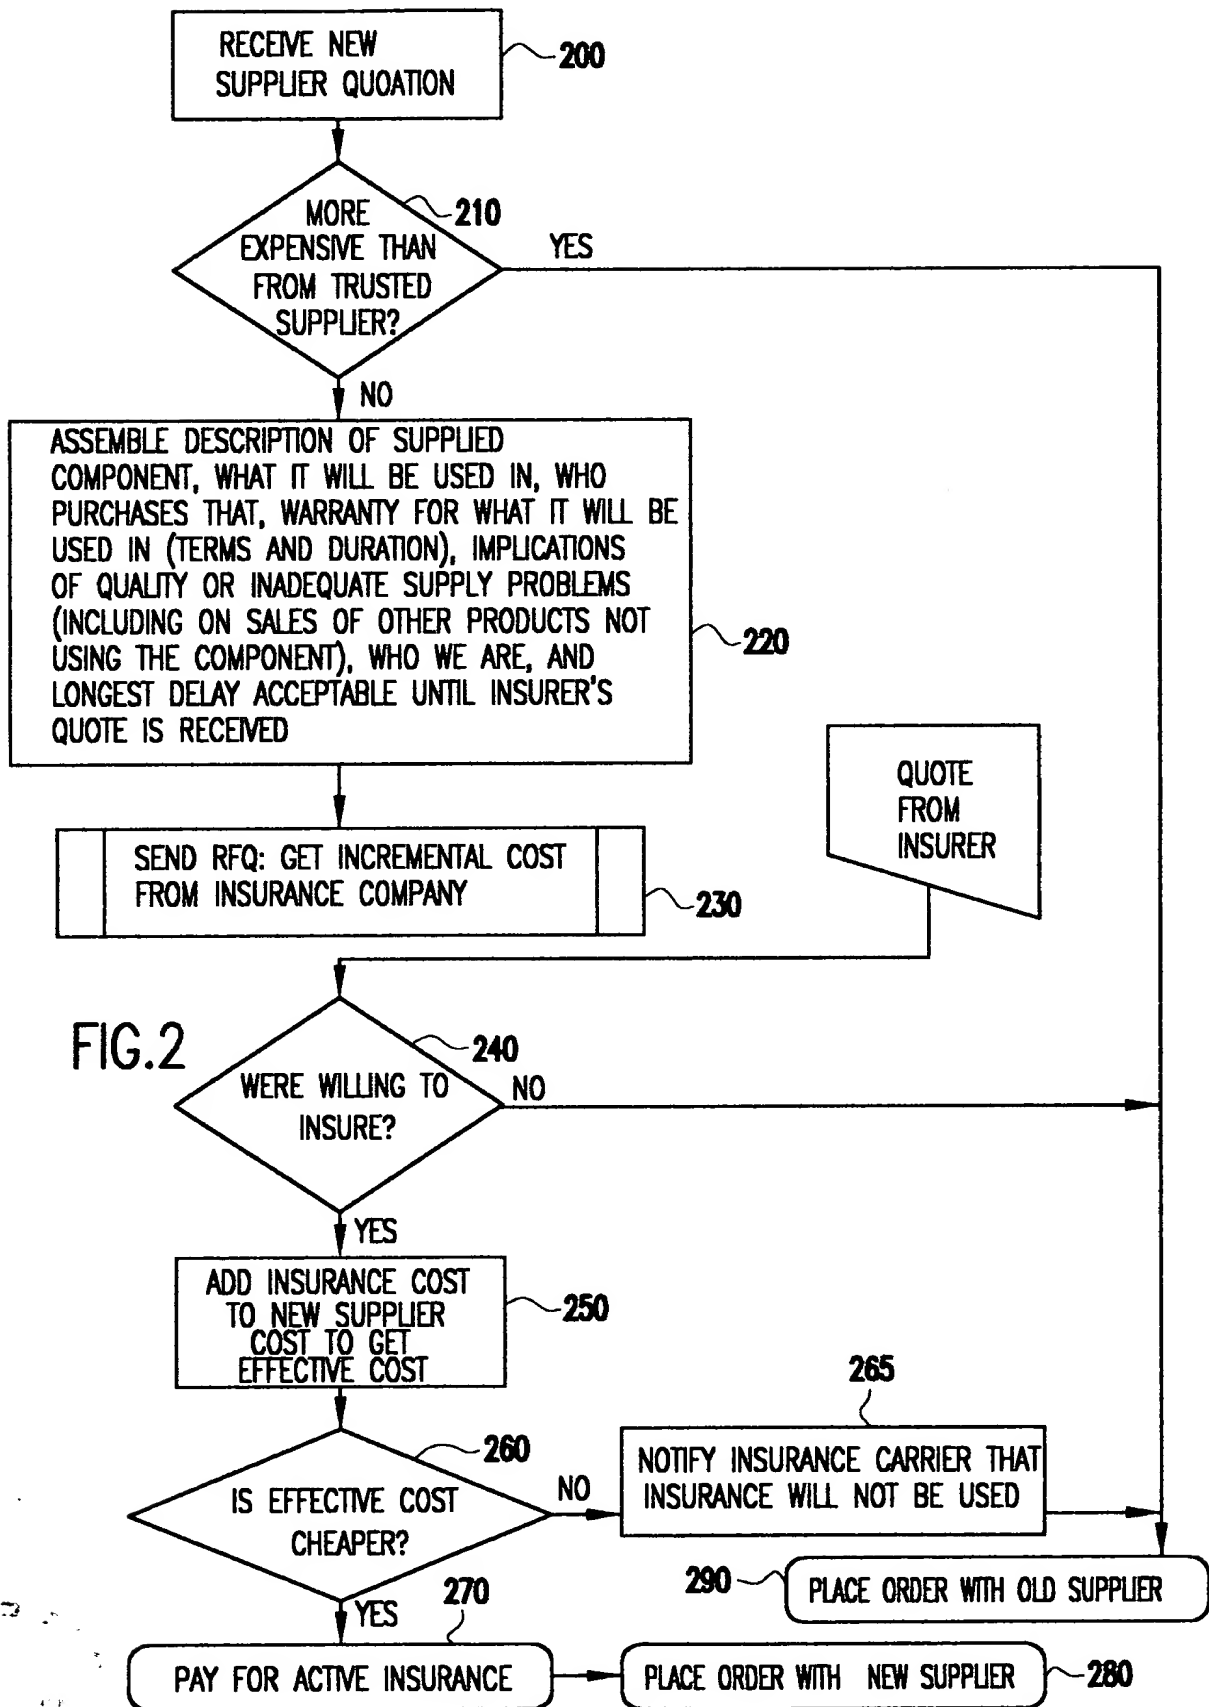 RECEIVE NEW
SUPPLIER QUOATION
200
MORE
EXPENSIVE THAN
FROM TRUSTED
SUPPLIER?
210
YES
NO
ASSEMBLE DESCRIPTION OF SUPPLIED
COMPONENT, WHAT IT WILL BE USED IN, WHO
PURCHASES THAT, WARRANTY FOR WHAT IT WILL BE
USED IN (TERMS AND DURATION), IMPLICATIONS
OF QUALITY OR INADEQUATE SUPPLY PROBLEMS
(INCLUDING ON SALES OF OTHER PRODUCTS NOT
USING THE COMPONENT), WHO WE ARE, AND
LONGEST DELAY ACCEPTABLE UNTIL INSURER'S
QUOTE IS RECEIVED
220
QUOTE
FROM
INSURER
SEND RFQ: GET INCREMENTAL COST
FROM INSURANCE COMPANY
230
FIG.2
240
WERE WILLING TO
INSURE?
NO
YES
ADD INSURANCE COST
TO NEW SUPPLIER
COST TO GET
EFFECTIVE COST
250
265
260
IS EFFECTIVE COST
CHEAPER?
NO
NOTIFY INSURANCE CARRIER THAT
INSURANCE WILL NOT BE USED
290
PLACE ORDER WITH OLD SUPPLIER
YES
270
PAY FOR ACTIVE INSURANCE
PLACE ORDER WITH NEW SUPPLIER
280